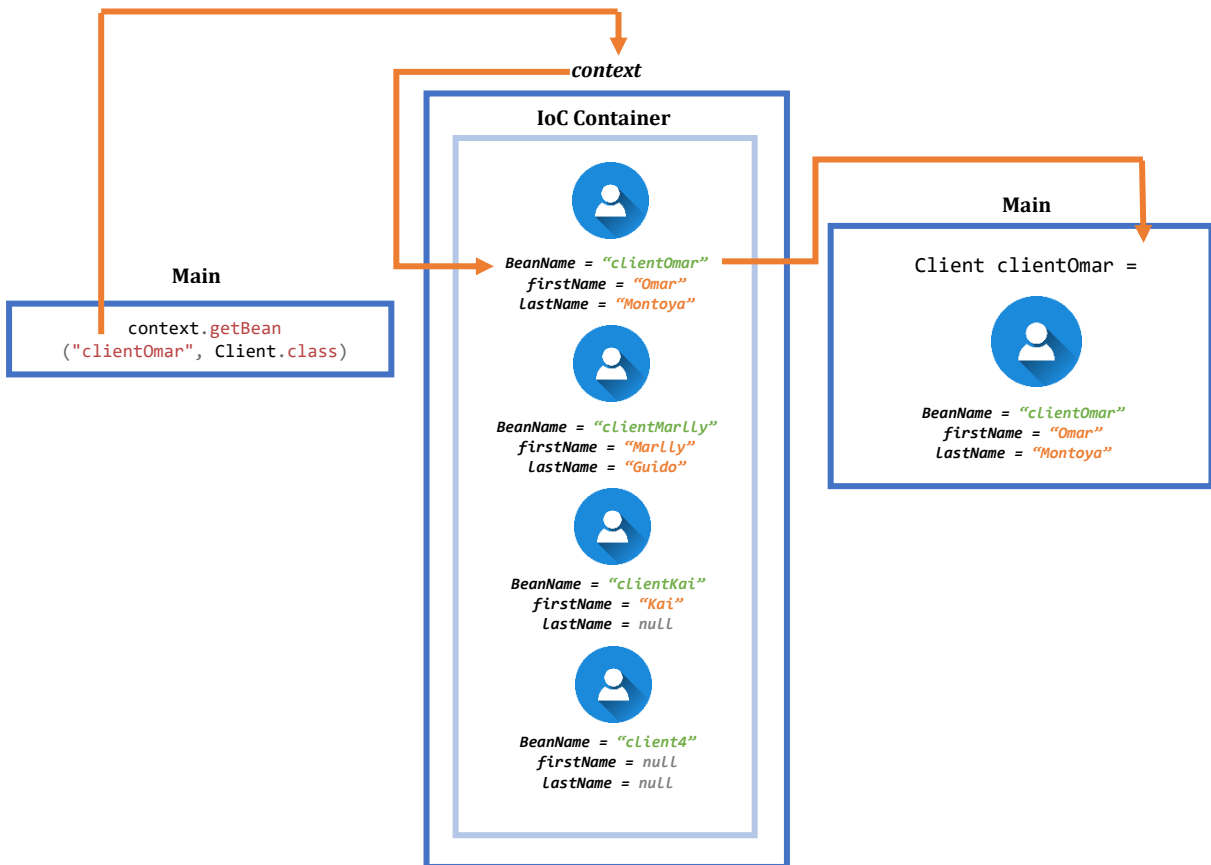 context
IoC Container
BeanName = “clientOmar”
firstName = “Omar”
lastName = “Montoya”
BeanName = “clientMarlly”
firstName = “Marlly”
lastName = “Guido”
BeanName = “clientKai”
firstName = “Kai”
lastName = null
BeanName = “client4”
firstName = null
lastName = null
Main
context.getBean
("clientOmar", Client.class)
Main
Client clientOmar =
BeanName = “clientOmar”
firstName = “Omar”
lastName = “Montoya”